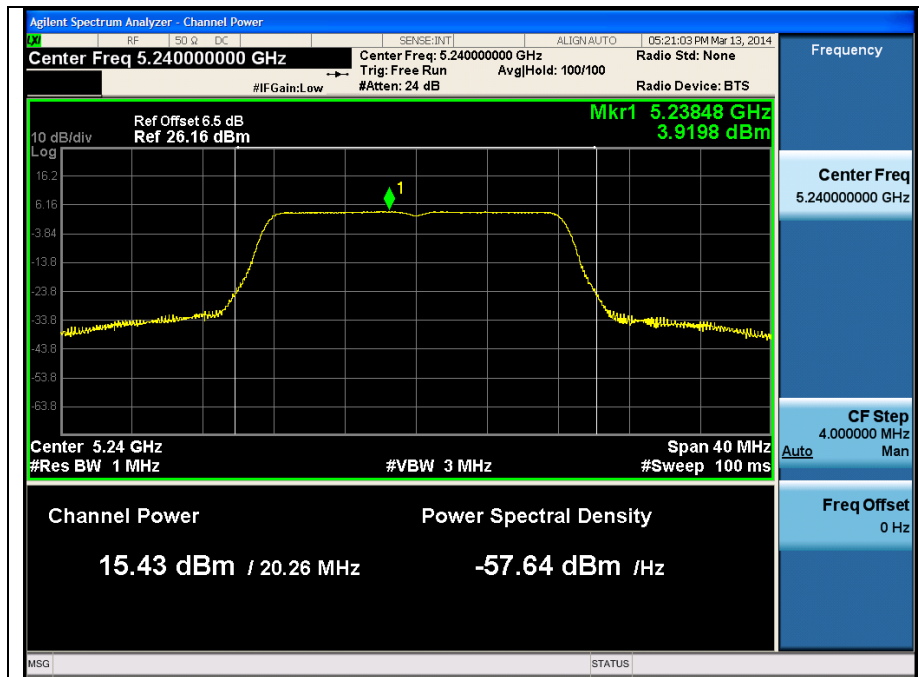 Agilent Spectrum Analyzer - Channel Power
LXI RF 50 Ω DC SENSE:INT ALIGN AUTO 05:21:03 PM Mar 13, 2014
Center Freq 5.240000000 GHz
Center Freq: 5.240000000 GHz Radio Std: None
Trig: Free Run Avg|Hold: 100/100
#IFGain:Low #Atten: 24 dB Radio Device: BTS
Mkr1 5.23848 GHz
3.9198 dBm
Ref Offset 6.5 dB
10 dB/div Ref 26.16 dBm
Log
16.2
6.16
-3.84
-13.8
-23.8
-33.8
-43.8
-53.8
-63.8
1
Center 5.24 GHz Span 40 MHz
#Res BW 1 MHz #VBW 3 MHz #Sweep 100 ms
Channel Power Power Spectral Density
15.43 dBm / 20.26 MHz -57.64 dBm /Hz
MSG STATUS
Frequency
Center Freq
5.240000000 GHz
CF Step
4.000000 MHz
Auto Man
Freq Offset
0 Hz